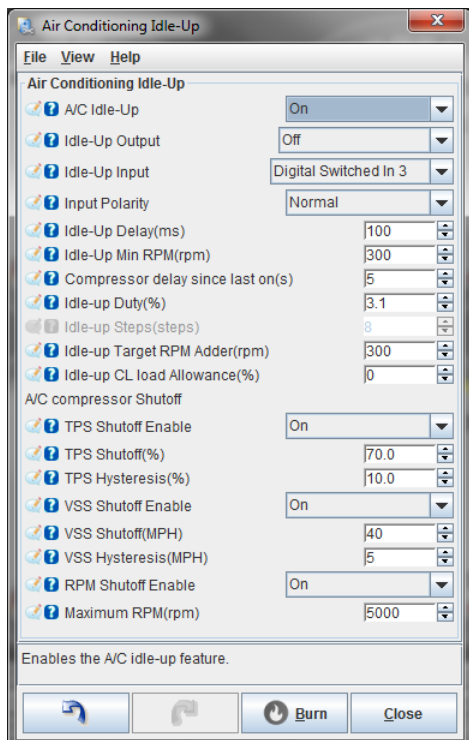 Air Conditioning Idle-Up
File View Help
Air Conditioning Idle-Up
A/C Idle-Up On
Idle-Up Output Off
Idle-Up Input Digital Switched In 3
Input Polarity Normal
Idle-Up Delay(ms) 100
Idle-Up Min RPM(rpm) 300
Compressor delay since last on(s) 5
Idle-up Duty(%) 3.1
Idle-up Steps(steps) 8
Idle-up Target RPM Adder(rpm) 300
Idle-up CL load Allowance(%) 0
A/C compressor Shutoff
TPS Shutoff Enable On
TPS Shutoff(%) 70.0
TPS Hysteresis(%) 10.0
VSS Shutoff Enable On
VSS Shutoff(MPH) 40
VSS Hysteresis(MPH) 5
RPM Shutoff Enable On
Maximum RPM(rpm) 5000
Enables the A/C idle-up feature.
Burn Close